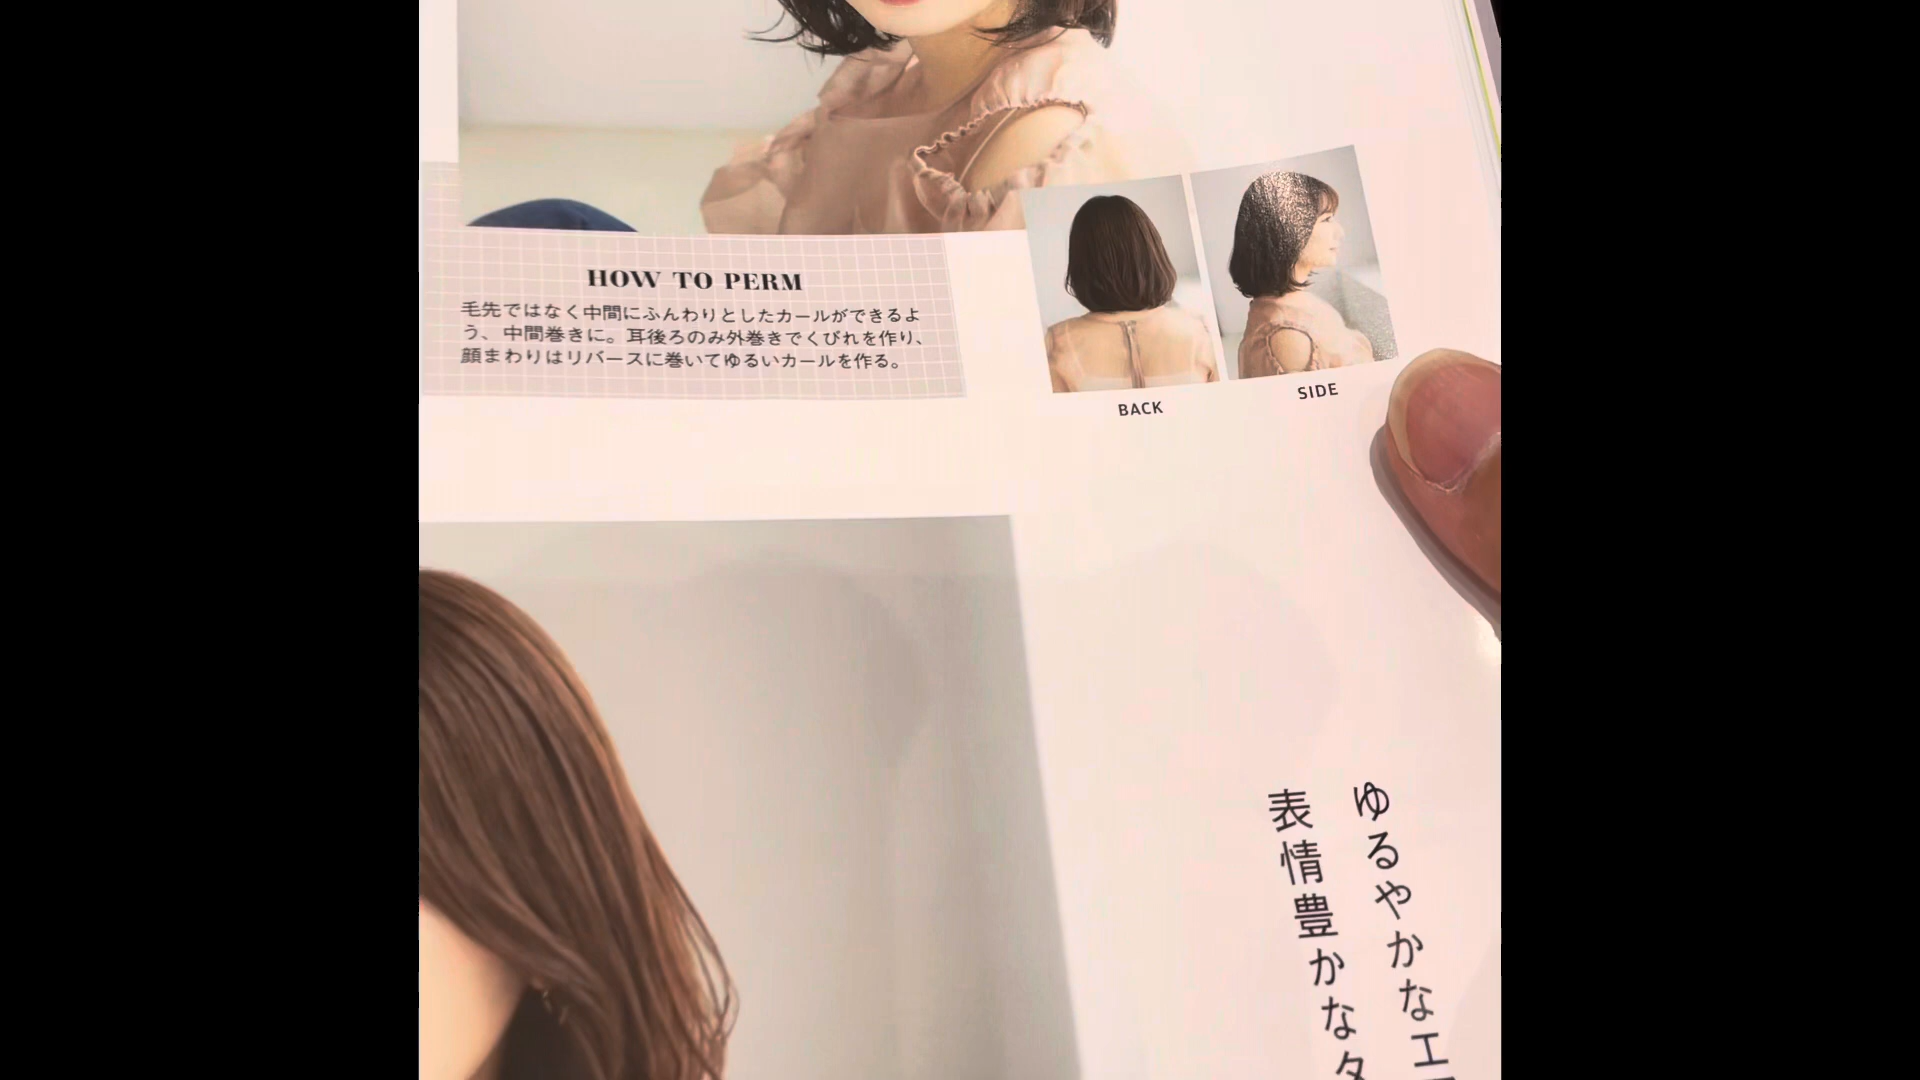 HOW TO PERM
毛先ではなく中間にふんわりとしたカールができるよ
う、中間巻きに。耳後ろのみ外巻きでくびれを作り、
顔まわりはリバースに巻いてゆるいカールを作る。
BACK
SIDE
ゆるやかなエ
表情豊かなタ